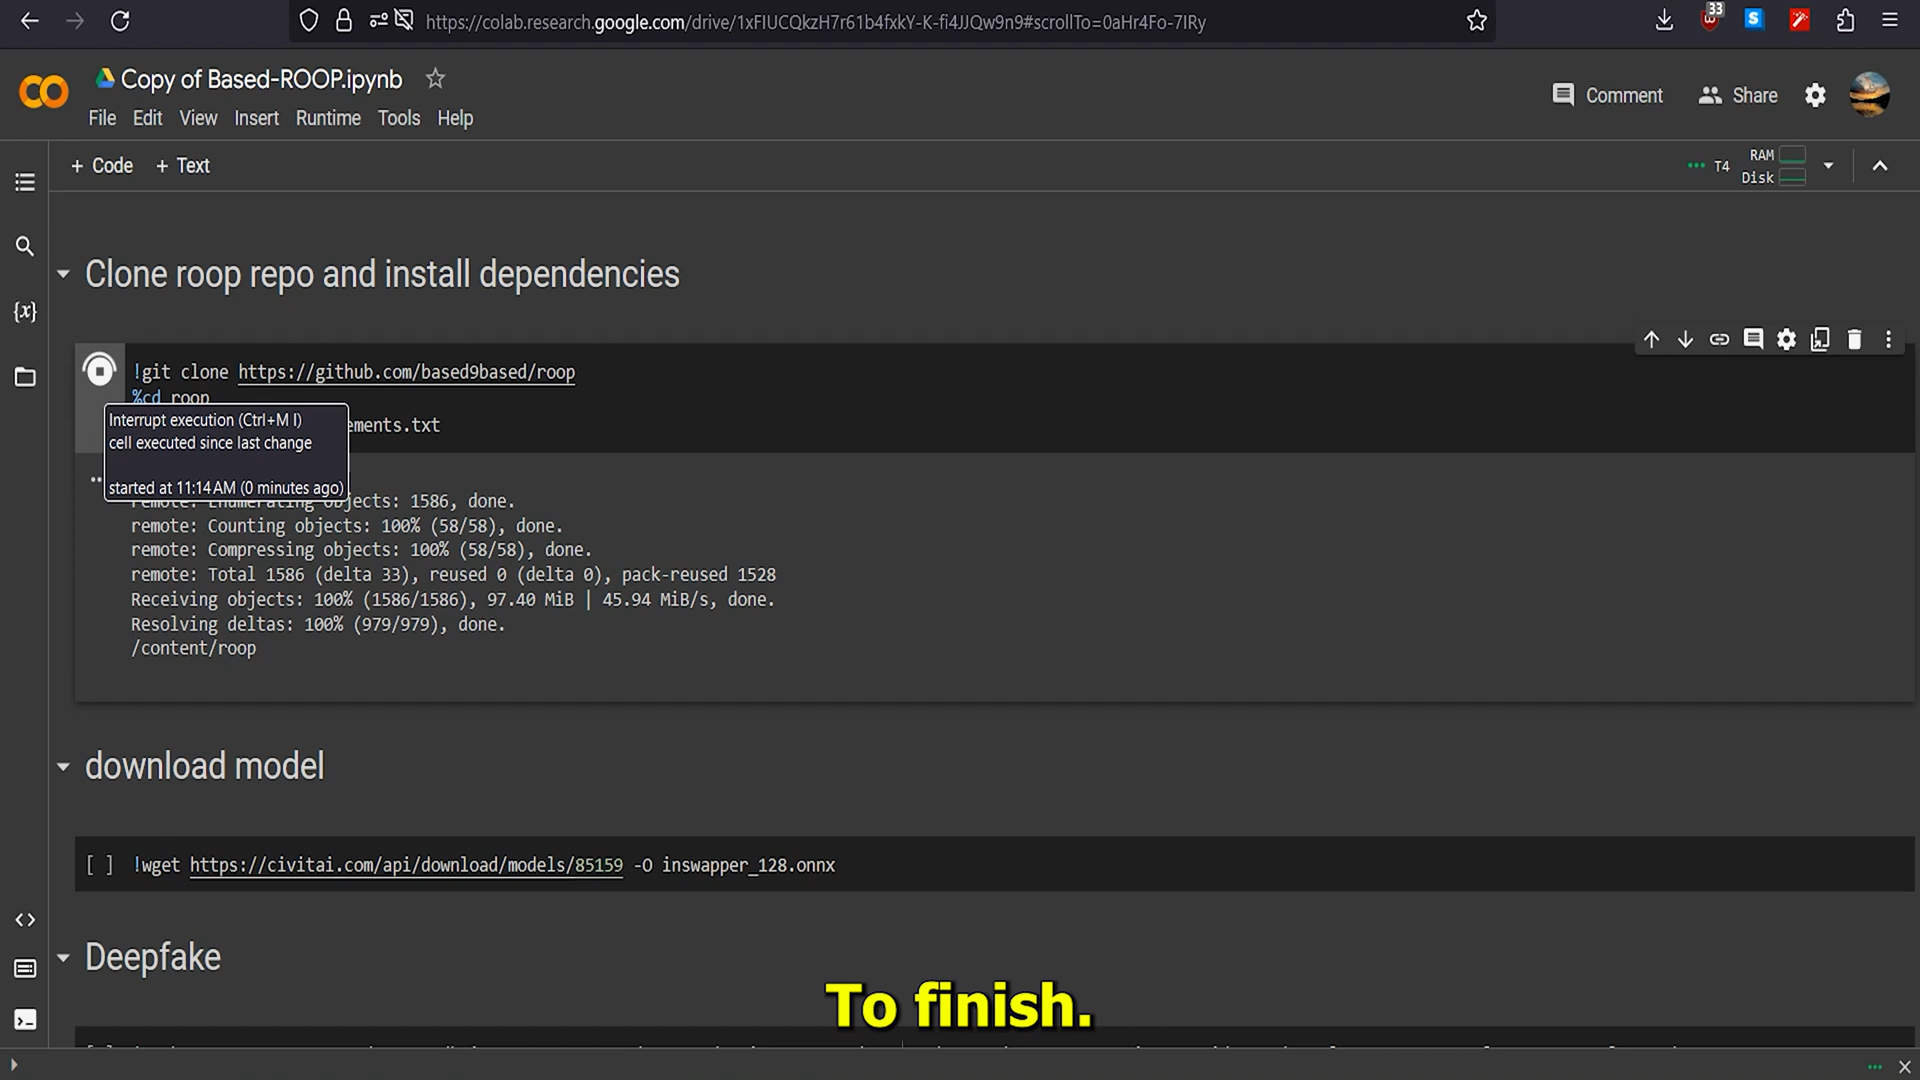 https://colab.research.google.com/drive/1xFIUCQkzH7r61b4fxkY-K-fi4JJQw9n9#scrollTo=0aHr4Fo-7IRy
33
S
CO
Copy of Based-ROOP.ipynb
Comment
Share
File Edit View Insert Runtime Tools Help
+ Code + Text
T4
RAM
Disk
Clone roop repo and install dependencies
{x}
!git clone https://github.com/based9based/roop
%cd roop
ements.txt
Interrupt execution (Ctrl+M I)
cell executed since last change
started at 11:14 AM (0 minutes ago)
remote: Enumerating objects: 1586, done.
remote: Counting objects: 100% (58/58), done.
remote: Compressing objects: 100% (58/58), done.
remote: Total 1586 (delta 33), reused 0 (delta 0), pack-reused 1528
Receiving objects: 100% (1586/1586), 97.40 MiB | 45.94 MiB/s, done.
Resolving deltas: 100% (979/979), done.
/content/roop
download model
[ ] !wget https://civitai.com/api/download/models/85159 -O inswapper_128.onnx
Deepfake
To finish.